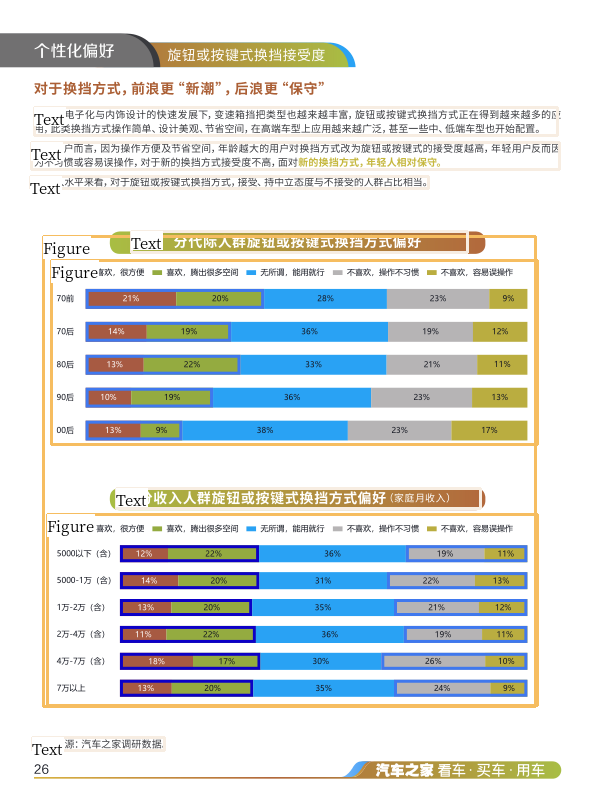 个性化偏好
旋钮或按键式换挡接受度
对于换挡方式，前浪更“新潮”，后浪更“保守”
Text 电子化与内饰设计的快速发展下，变速箱挡把类型也越来越丰富，旋钮或按键式换挡方式正在得到越来越多的应
用，此类换挡方式操作简单、设计美观、节省空间，在高端车型上应用越来越广泛，甚至一些中、低端车型也开始配置。
Text 户而言，因为操作方便及节省空间，年龄越大的用户对换挡方式改为旋钮或按键式的接受度越高，年轻用户反而因
为不习惯或容易误操作，对于新的换挡方式接受度不高，面对新的换挡方式，年轻人相对保守。
Text 水平来看，对于旋钮或按键式换挡方式，接受、持中立态度与不接受的人群占比相当。
Figure
Text 分代际人群旋钮或按键式换挡方式偏好
Figure 喜欢，很方便 喜欢，腾出很多空间 无所谓，能用就行 不喜欢，操作不习惯 不喜欢，容易误操作
70前 21% 20% 28% 23% 9%
70后 14% 19% 36% 19% 12%
80后 13% 22% 33% 21% 11%
90后 10% 19% 36% 23% 13%
00后 13% 9% 38% 23% 17%
Text 收入人群旋钮或按键式换挡方式偏好（家庭月收入）
Figure 喜欢，很方便 喜欢，腾出很多空间 无所谓，能用就行 不喜欢，操作不习惯 不喜欢，容易误操作
5000以下（含） 12% 22% 36% 19% 11%
5000-1万（含） 14% 20% 31% 22% 13%
1万-2万（含） 13% 20% 35% 21% 12%
2万-4万（含） 11% 22% 36% 19% 11%
4万-7万（含） 18% 17% 30% 26% 10%
7万以上 13% 20% 35% 24% 9%
Text 源：汽车之家调研数据.
26
汽车之家 看车·买车·用车